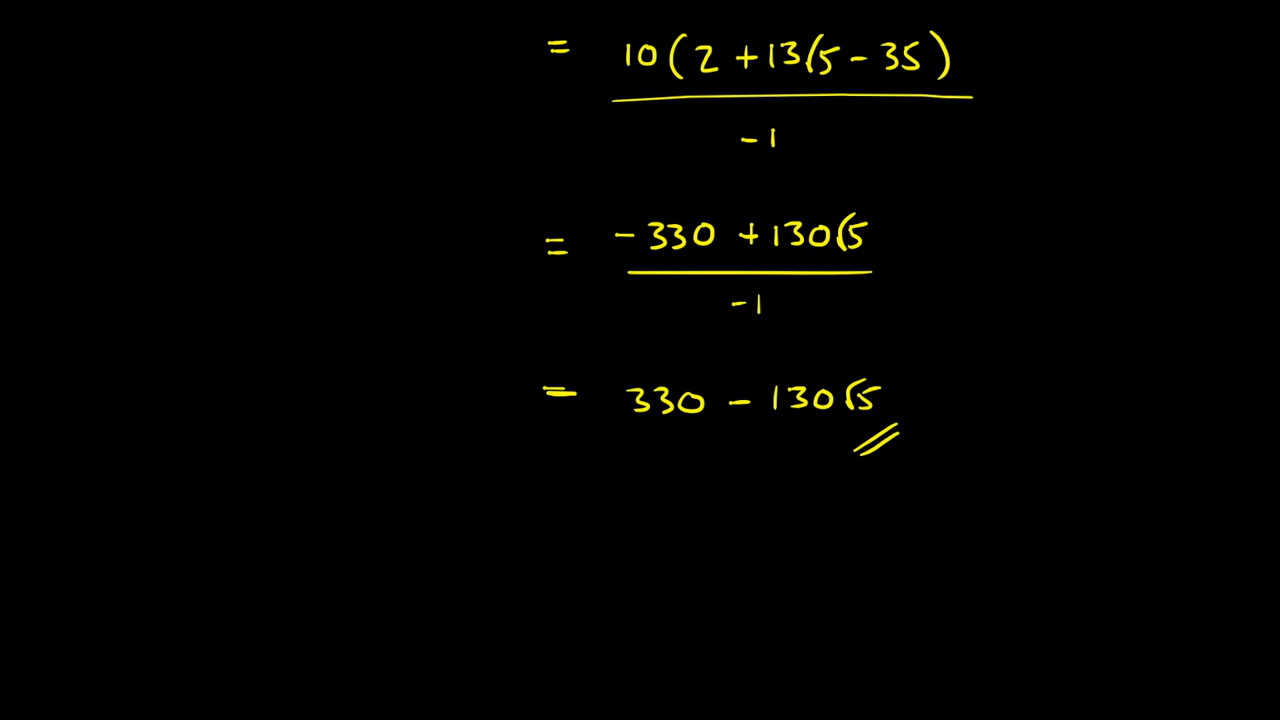 = 10(2 + 13√5 - 35)
-1
= -330 + 130√5
-1
= 330 - 130√5